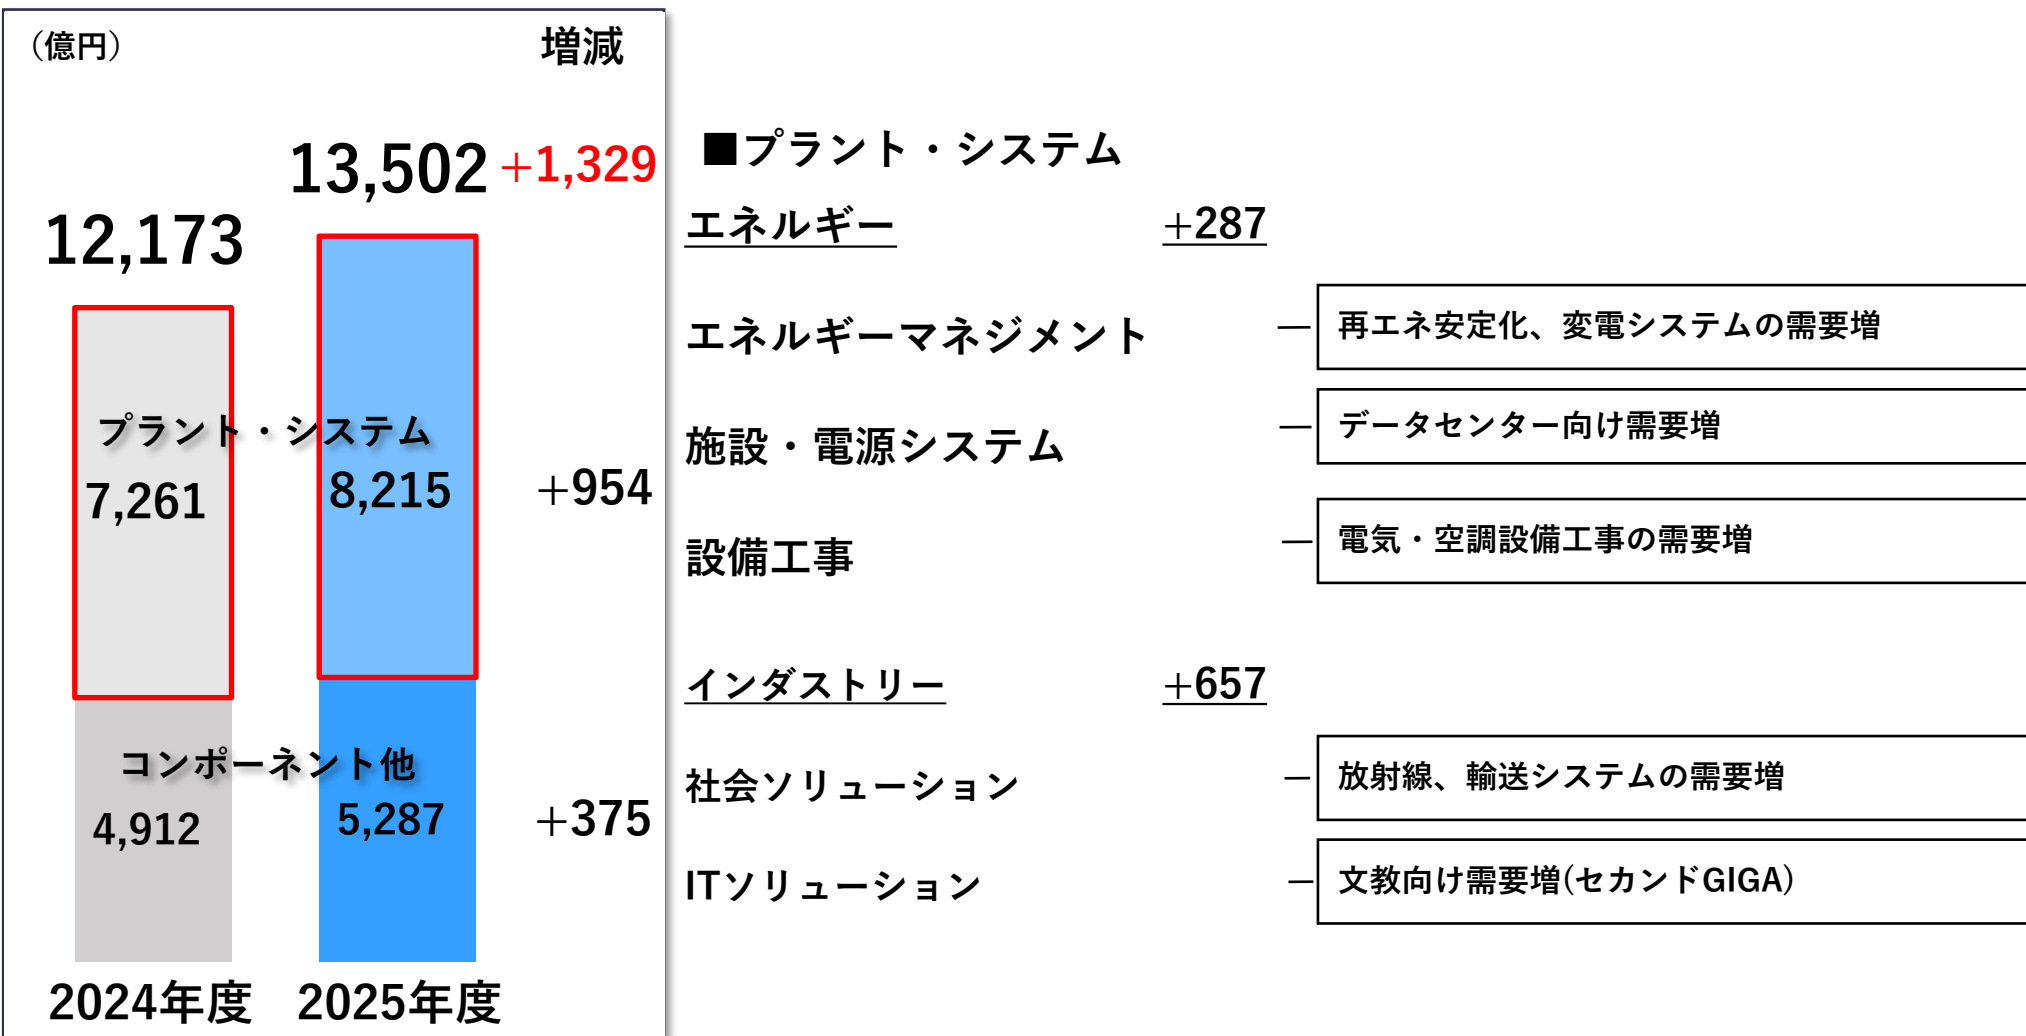 （億円）
増減
12,173
13,502
+1,329
プラント・システム
7,261
8,215
+954
コンポーネント他
4,912
5,287
+375
2024年度
2025年度
■プラント・システム
エネルギー +287
エネルギーマネジメント
再エネ安定化、変電システムの需要増
施設・電源システム
データセンター向け需要増
設備工事
電気・空調設備工事の需要増
インダストリー +657
社会ソリューション
放射線、輸送システムの需要増
ITソリューション
文教向け需要増(セカンドGIGA)